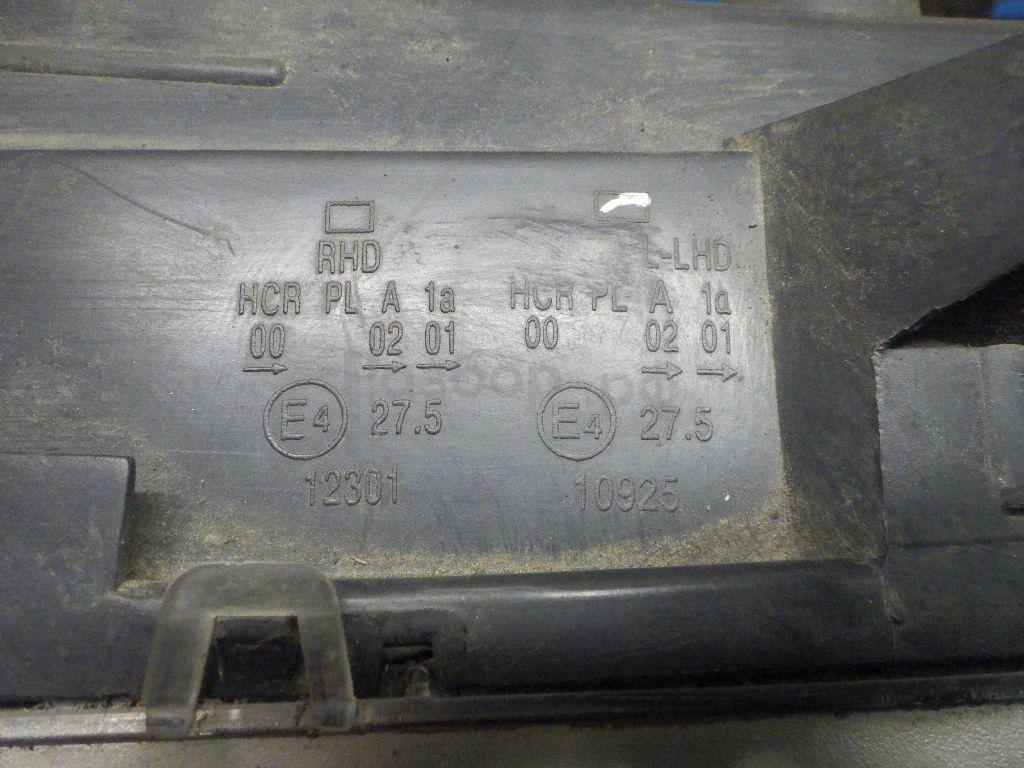 RHD
HCR PL A 1a
00 02 01
E4 27.5
12301
L-LHD
HCR PL A 1a
00 02 01
E4 27.5
10925